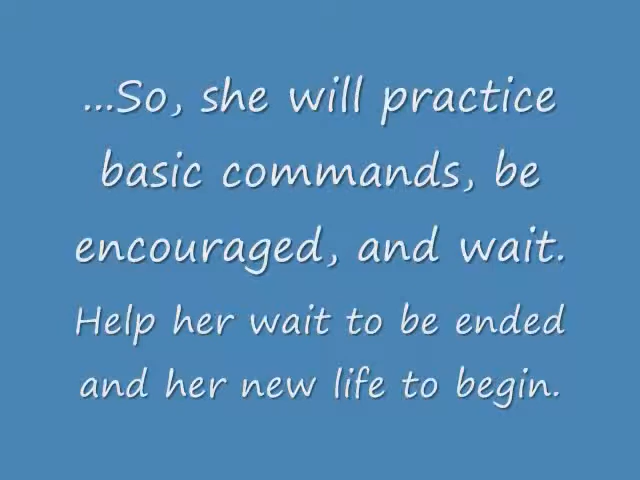 ...So, she will practice
basic commands, be
encouraged, and wait.
Help her wait to be ended
and her new life to begin.